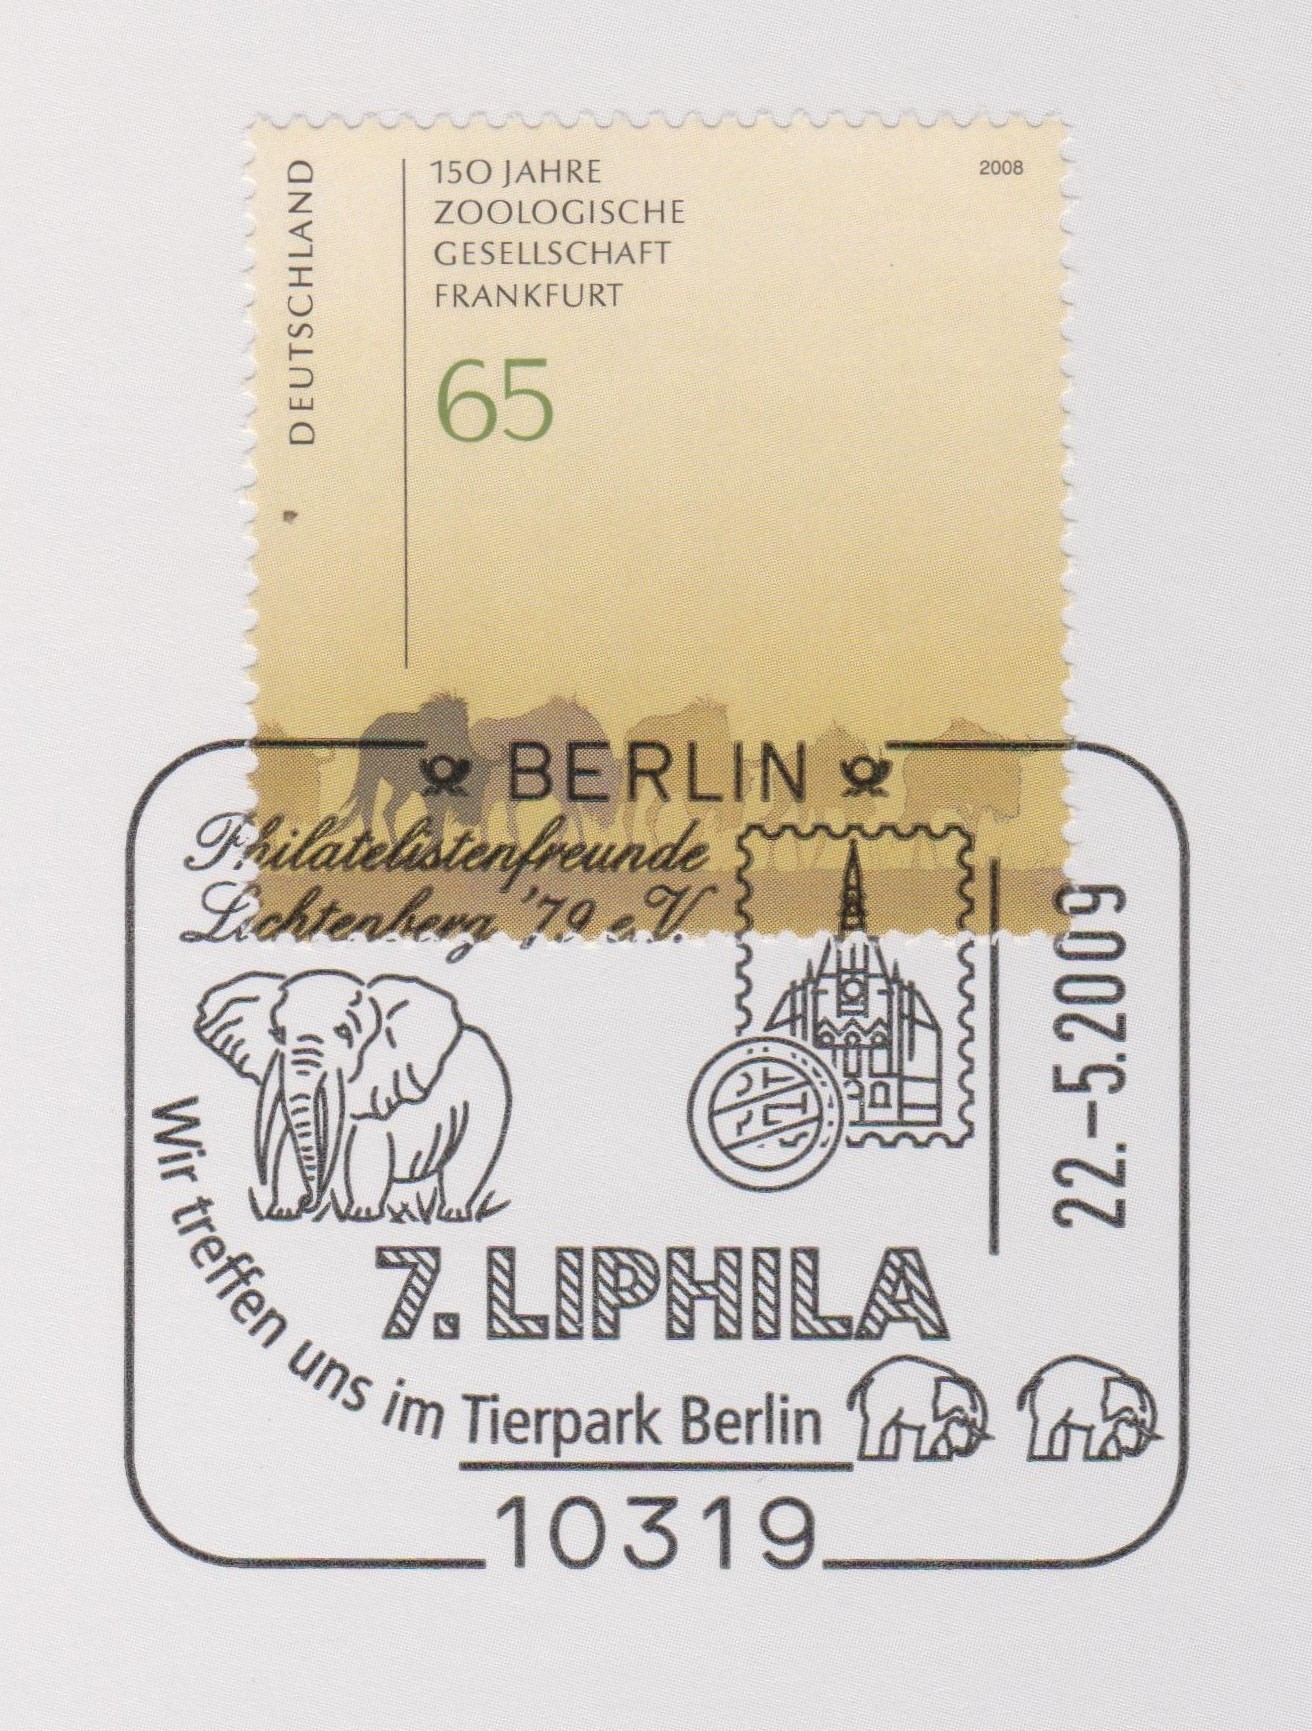 DEUTSCHLAND
150 JAHRE
ZOOLOGISCHE
GESELLSCHAFT
FRANKFURT
2008
65
BERLIN
Philatelistenfreunde
Lichtenberg '79 e.V.
22.-5.2009
7. LIPHILA
Wir treffen uns im Tierpark Berlin
10319